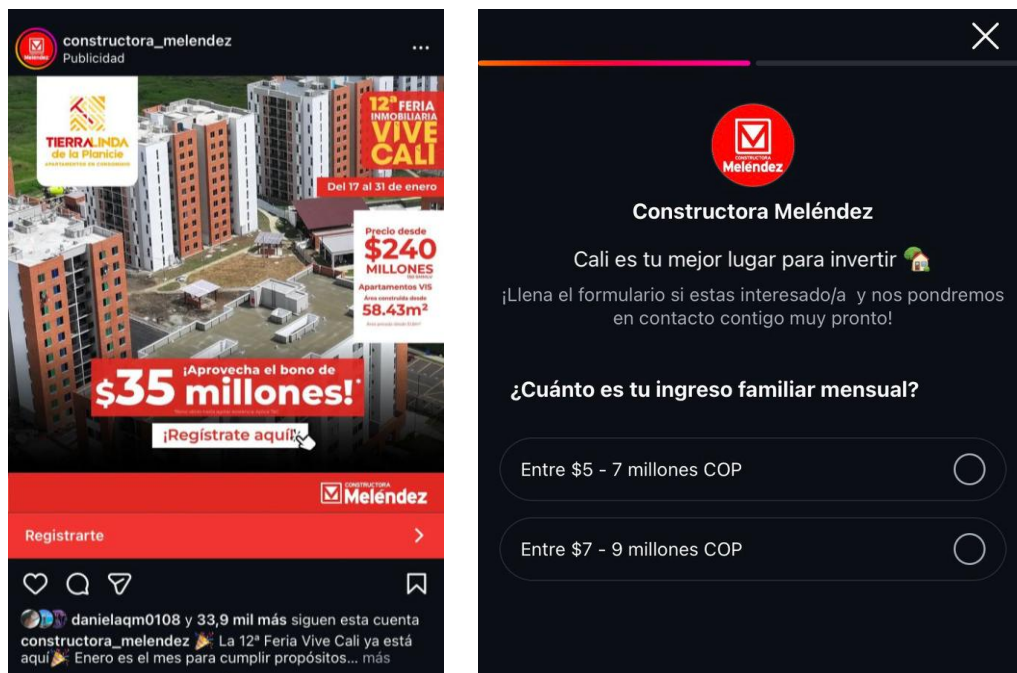 constructora_melendez
Publicidad
TIERRALINDA
de la Planicie
APARTAMENTOS EN CONDOMINIO
12ª FERIA
INMOBILIARIA
VIVE
CALI
Del 17 al 31 de enero
Precio desde
$240
MILLONES
Apartamentos VIS
Área construida desde
58.43m²
¡Aprovecha el bono de
$35 millones!*
¡Regístrate aquí!
CONSTRUCTORA
Meléndez
Registrarte
danielaqm0108 y 33,9 mil más siguen esta cuenta
constructora_melendez 🎉 La 12ª Feria Vive Cali ya está
aquí🎉 Enero es el mes para cumplir propósitos... más
CONSTRUCTORA
Meléndez
Constructora Meléndez
Cali es tu mejor lugar para invertir 🏡
¡Llena el formulario si estas interesado/a y nos pondremos
en contacto contigo muy pronto!
¿Cuánto es tu ingreso familiar mensual?
Entre $5 - 7 millones COP
Entre $7 - 9 millones COP